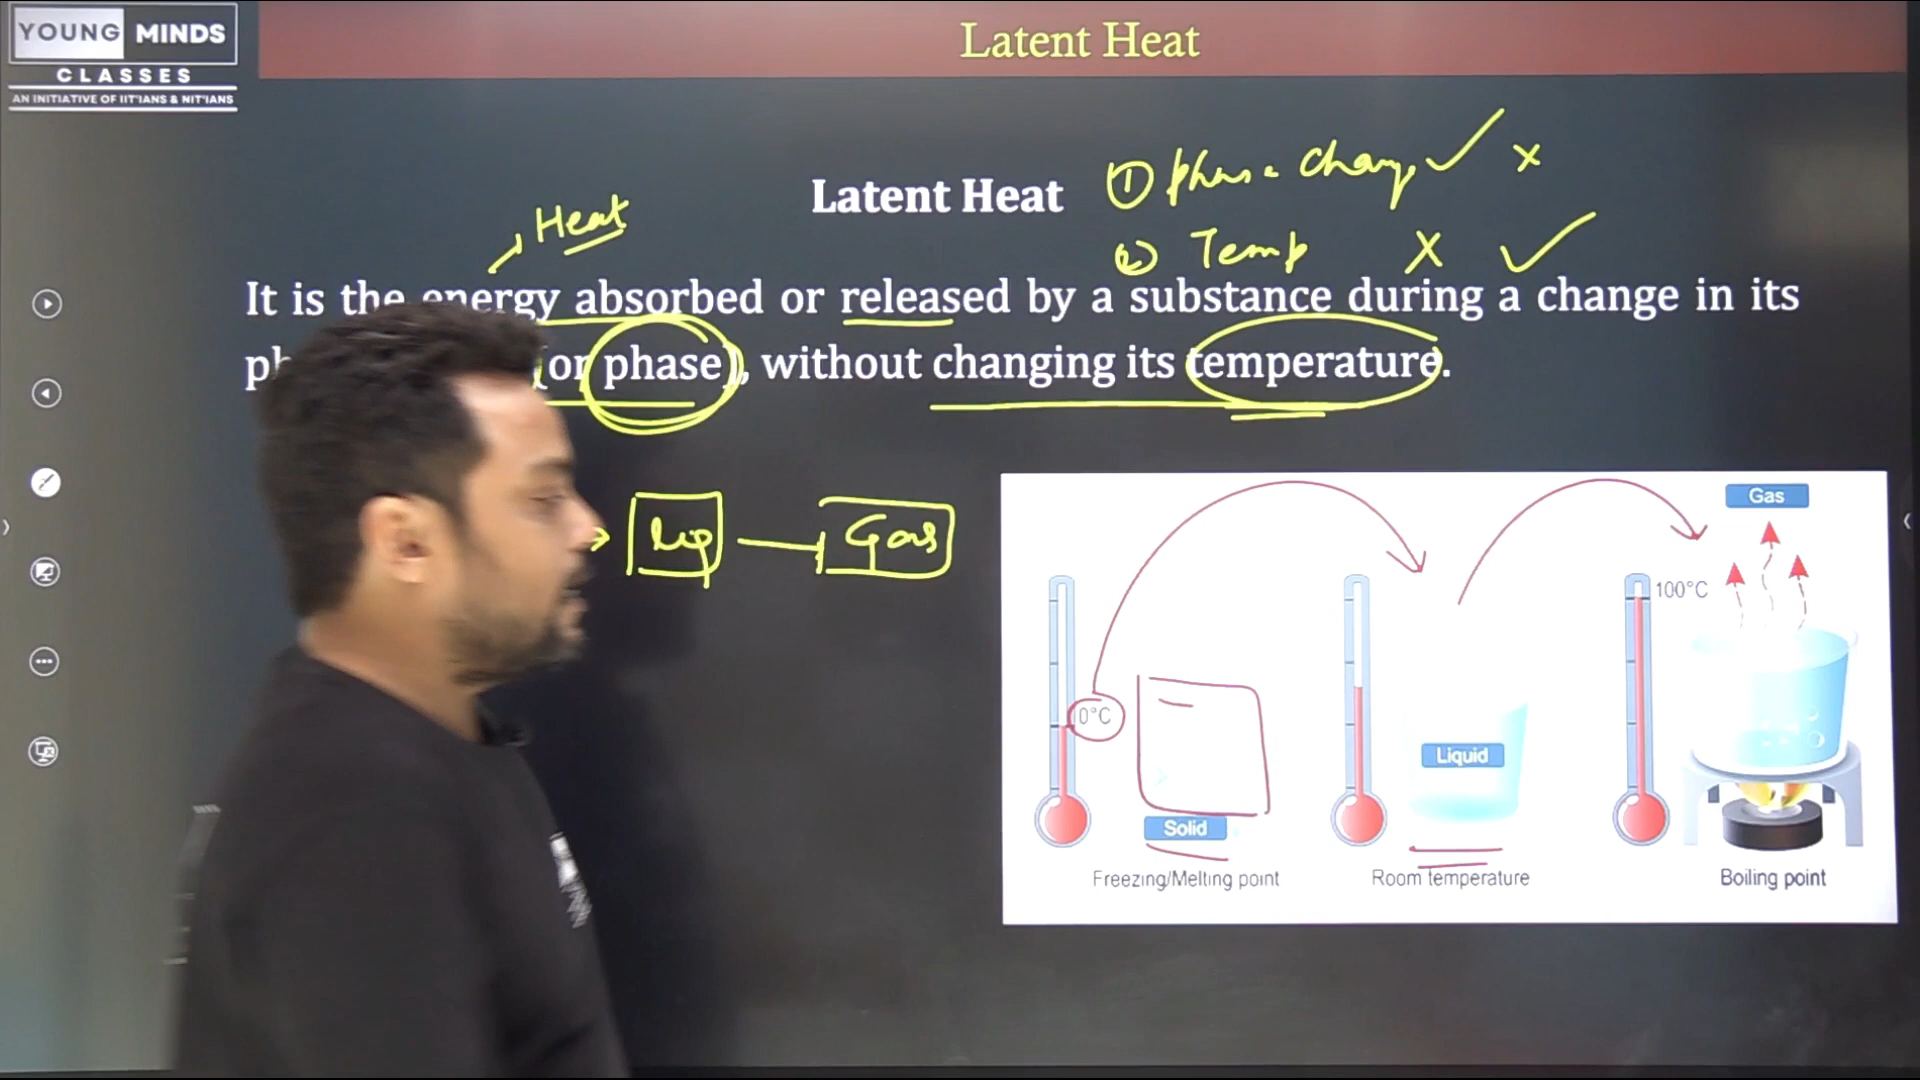 YOUNG MINDS
CLASSES
AN INITIATIVE OF IIT'IANS & NIT'IANS
Latent Heat
Latent Heat
① Phase Change ✓ ×
② Temp × ✓
Heat
It is the energy absorbed or released by a substance during a change in its
(or phase), without changing its temperature.
Liq
Gas
Gas
100°C
0°C
Liquid
Solid
Freezing/Melting point
Room temperature
Boiling point